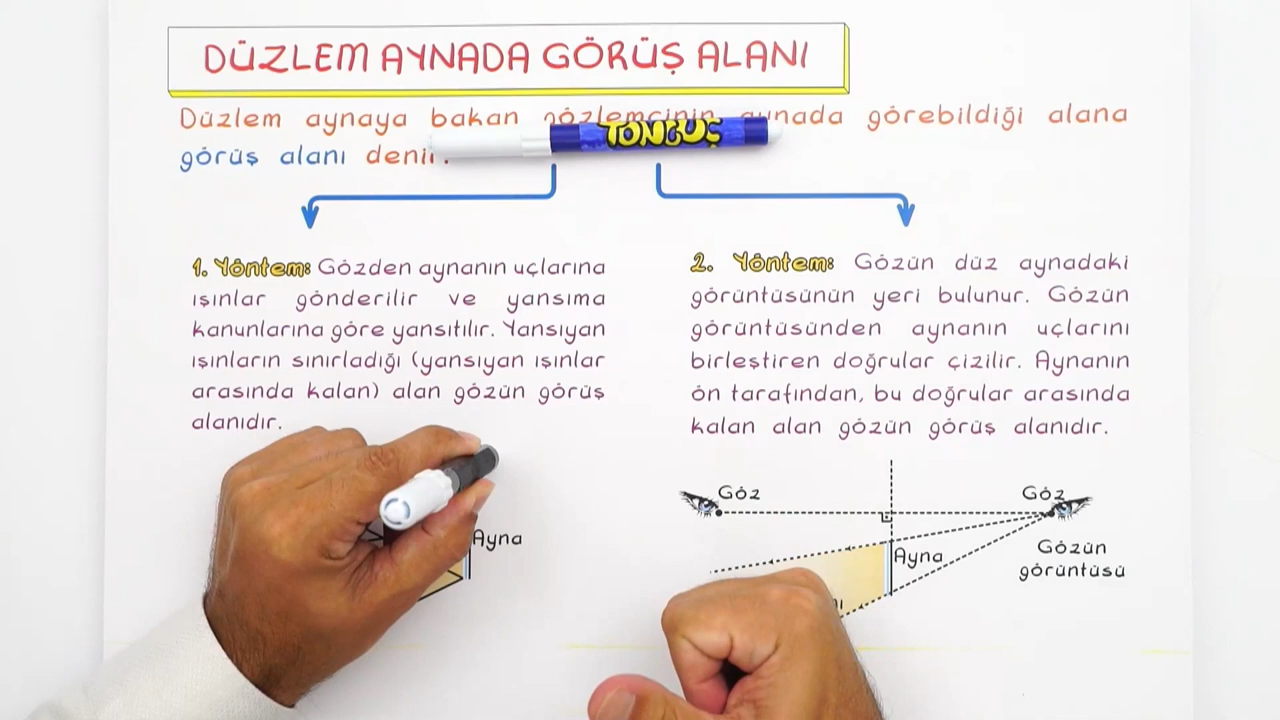 DÜZLEM AYNADA GÖRÜŞ ALANI
Düzlem aynaya bakan gözlemcinin aynada görebildiği alana
görüş alanı denir.
TONGUÇ
1. Yöntem: Gözden aynanın uçlarına
ışınlar gönderilir ve yansıma
kanunlarına göre yansıtılır. Yansıyan
ışınların sınırladığı (yansıyan ışınlar
arasında kalan) alan gözün görüş
alanıdır.
Ayna
2. Yöntem: Gözün düz aynadaki
görüntüsünün yeri bulunur. Gözün
görüntüsünden aynanın uçlarını
birleştiren doğrular çizilir. Aynanın
ön tarafından, bu doğrular arasında
kalan alan gözün görüş alanıdır.
Göz
Göz
Ayna
Gözün
görüntüsü